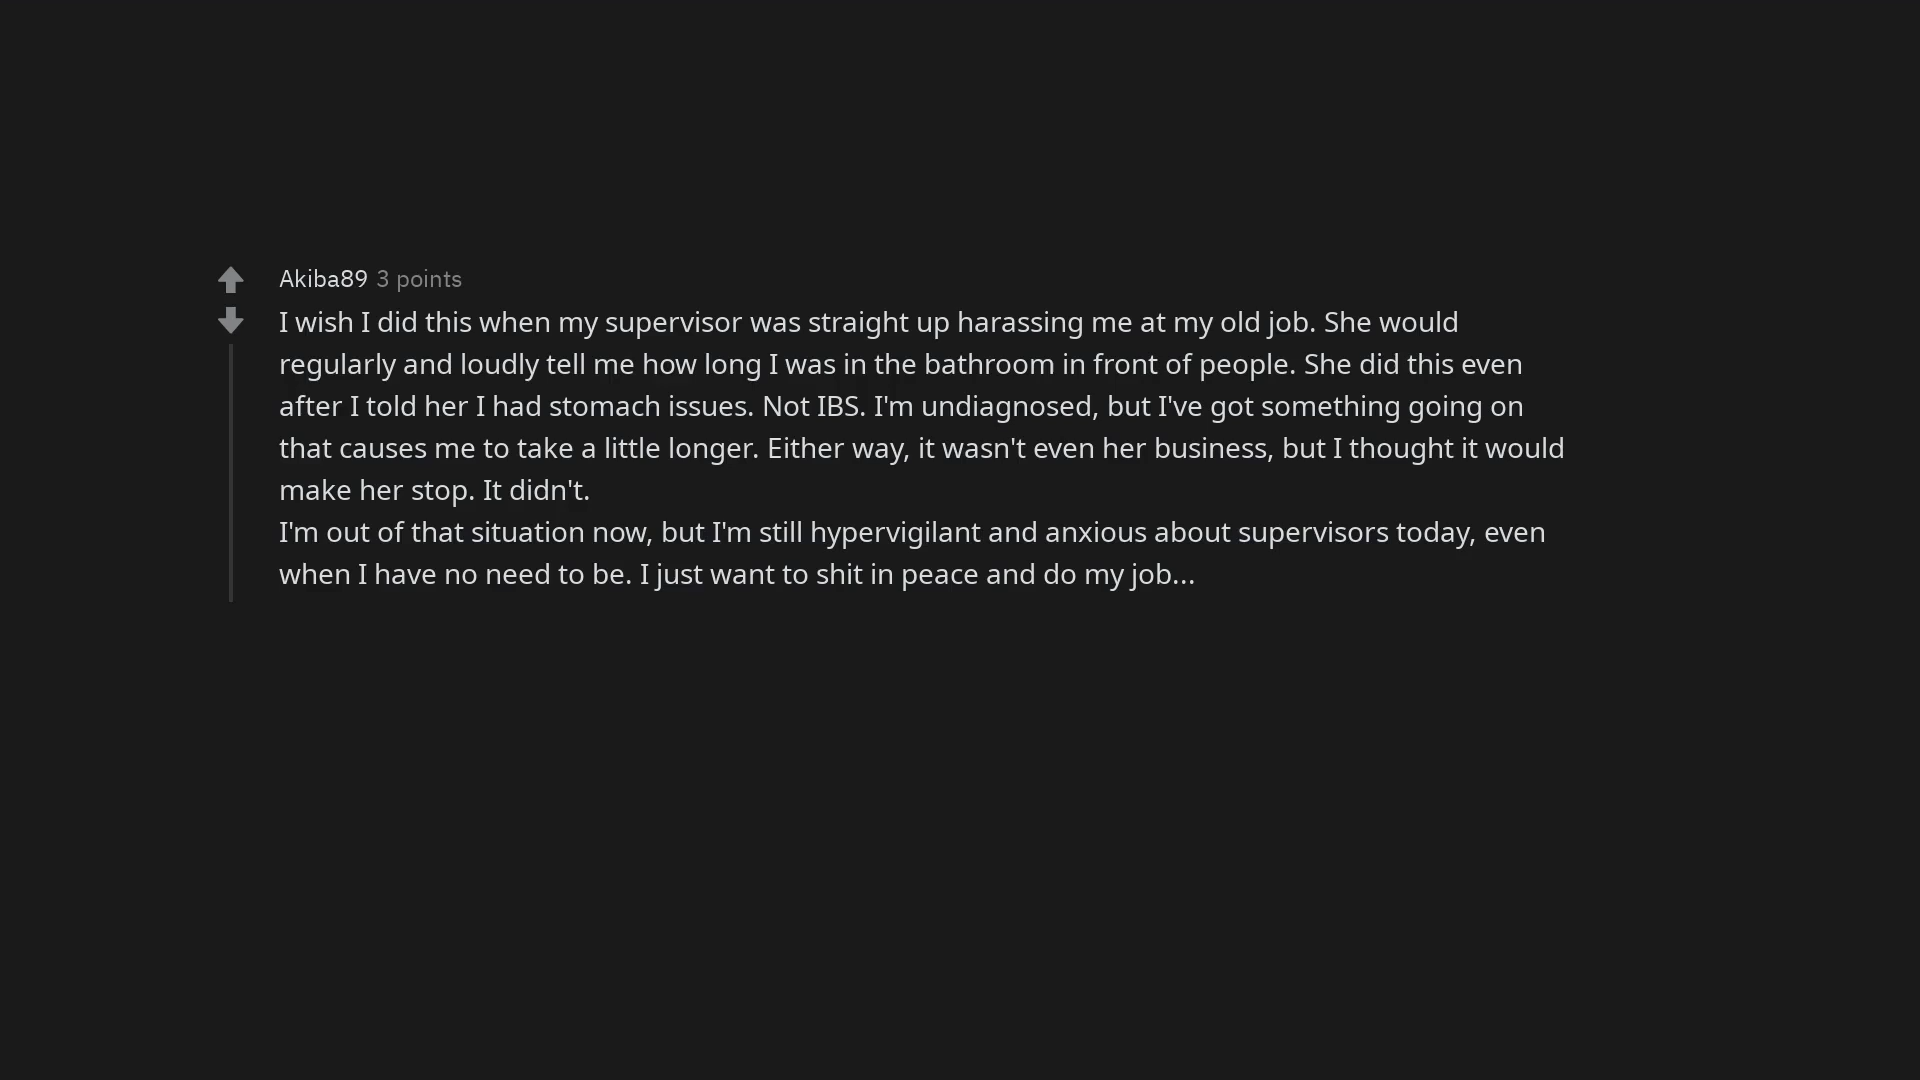 Akiba89 3 points
I wish I did this when my supervisor was straight up harassing me at my old job. She would
regularly and loudly tell me how long I was in the bathroom in front of people. She did this even
after I told her I had stomach issues. Not IBS. I'm undiagnosed, but I've got something going on
that causes me to take a little longer. Either way, it wasn't even her business, but I thought it would
make her stop. It didn't.
I'm out of that situation now, but I'm still hypervigilant and anxious about supervisors today, even
when I have no need to be. I just want to shit in peace and do my job...